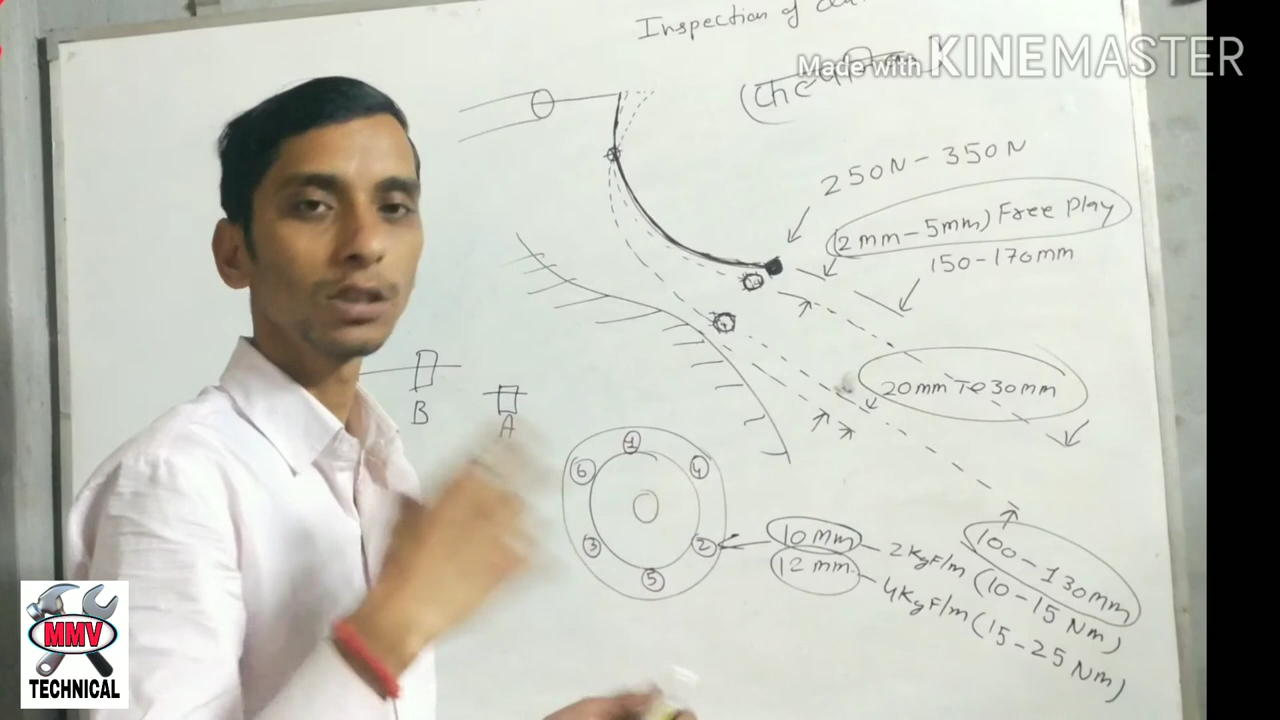 Inspection of
Made with KINEMASTER
250N - 350N
(2mm - 5mm) Free Play
150-170mm
20mm To 30mm
B
A
1
6
4
3
2
5
10mm - 2KgF/m (10-15 Nm)
12mm - 4KgF/m (15-25 Nm)
100-130mm
MMV
TECHNICAL